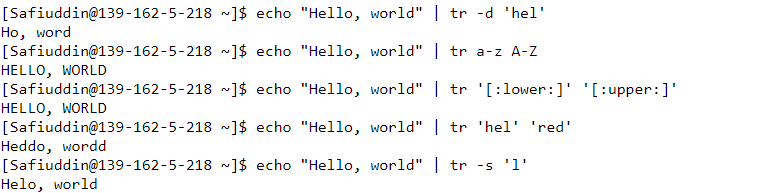 [Safiuddin@139-162-5-218 ~]$ echo "Hello, world" | tr -d 'hel'
Ho, word
[Safiuddin@139-162-5-218 ~]$ echo "Hello, world" | tr a-z A-Z
HELLO, WORLD
[Safiuddin@139-162-5-218 ~]$ echo "Hello, world" | tr '[:lower:]' '[:upper:]'
HELLO, WORLD
[Safiuddin@139-162-5-218 ~]$ echo "Hello, world" | tr 'hel' 'red'
Heddo, wordd
[Safiuddin@139-162-5-218 ~]$ echo "Hello, world" | tr -s 'l'
Helo, world